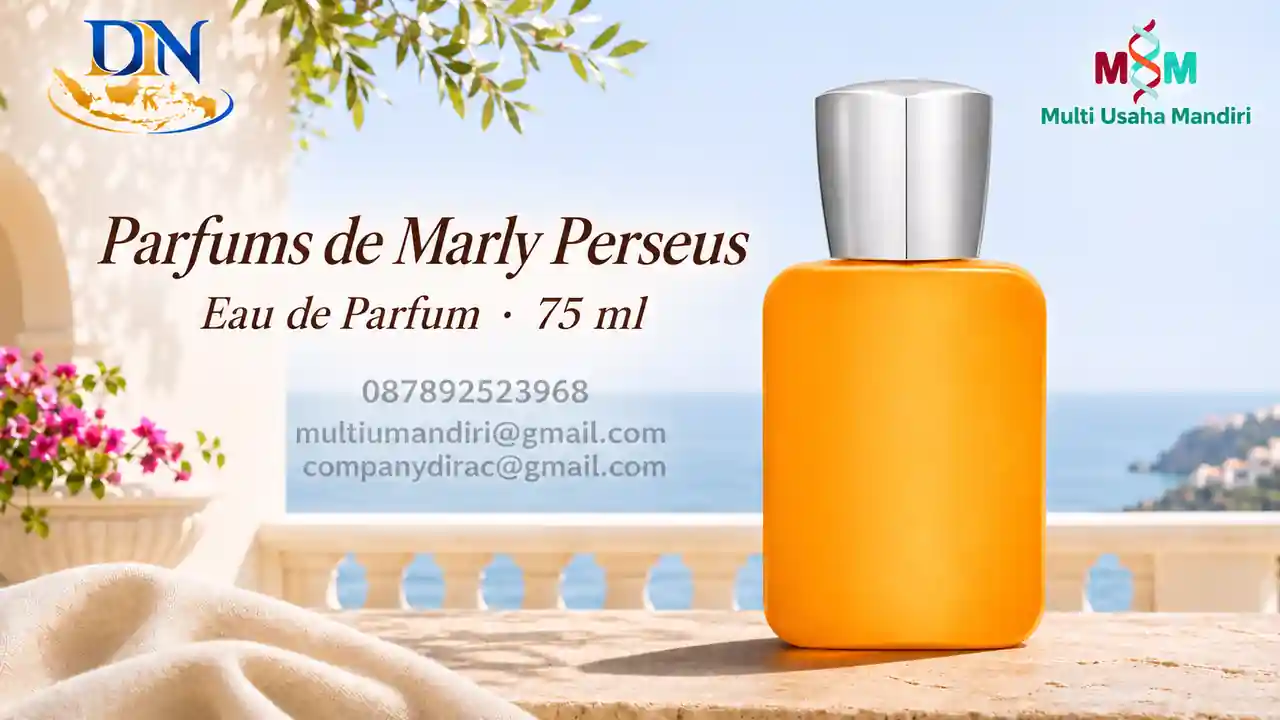 DN
MSM
Multi Usaha Mandiri
Parfums de Marly Perseus
Eau de Parfum · 75 ml
087892523968
multiumandiri@gmail.com
companydirac@gmail.com